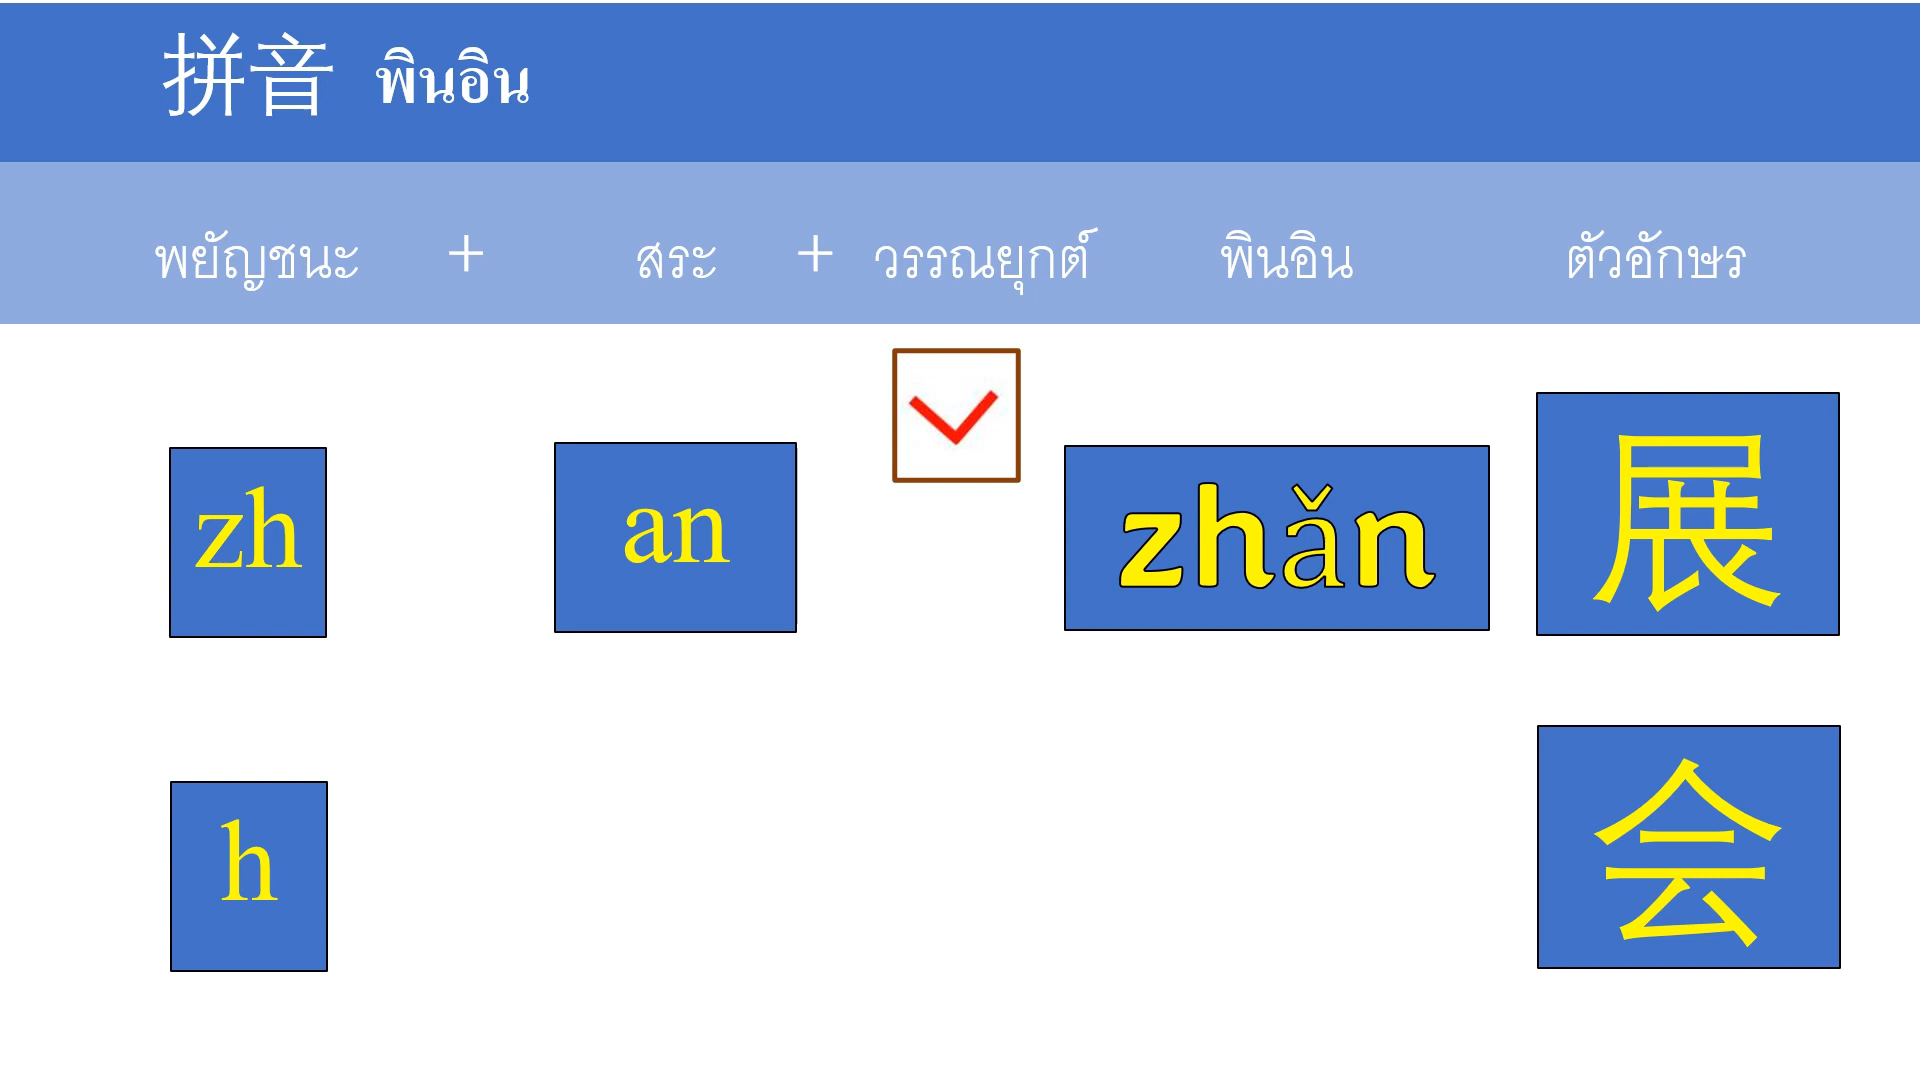 拼音 พินอิน
พยัญชนะ + สระ + วรรณยุกต์ พินอิน ตัวอักษร
zh an zhǎn 展
h 会